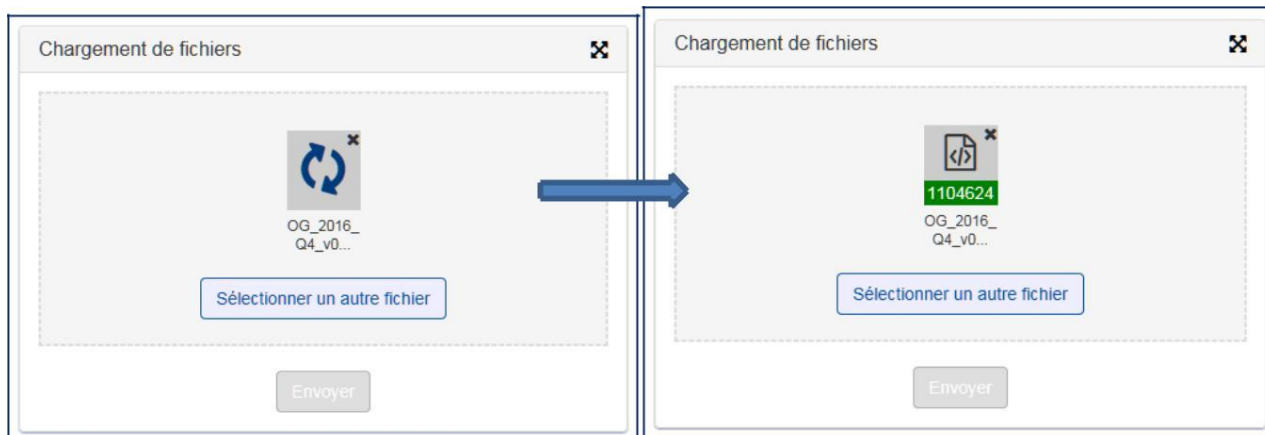 Chargement de fichiers
OG_2016_
Q4_v0...
Sélectionner un autre fichier
Envoyer
Chargement de fichiers
</>
1104624
OG_2016_
Q4_v0...
Sélectionner un autre fichier
Envoyer